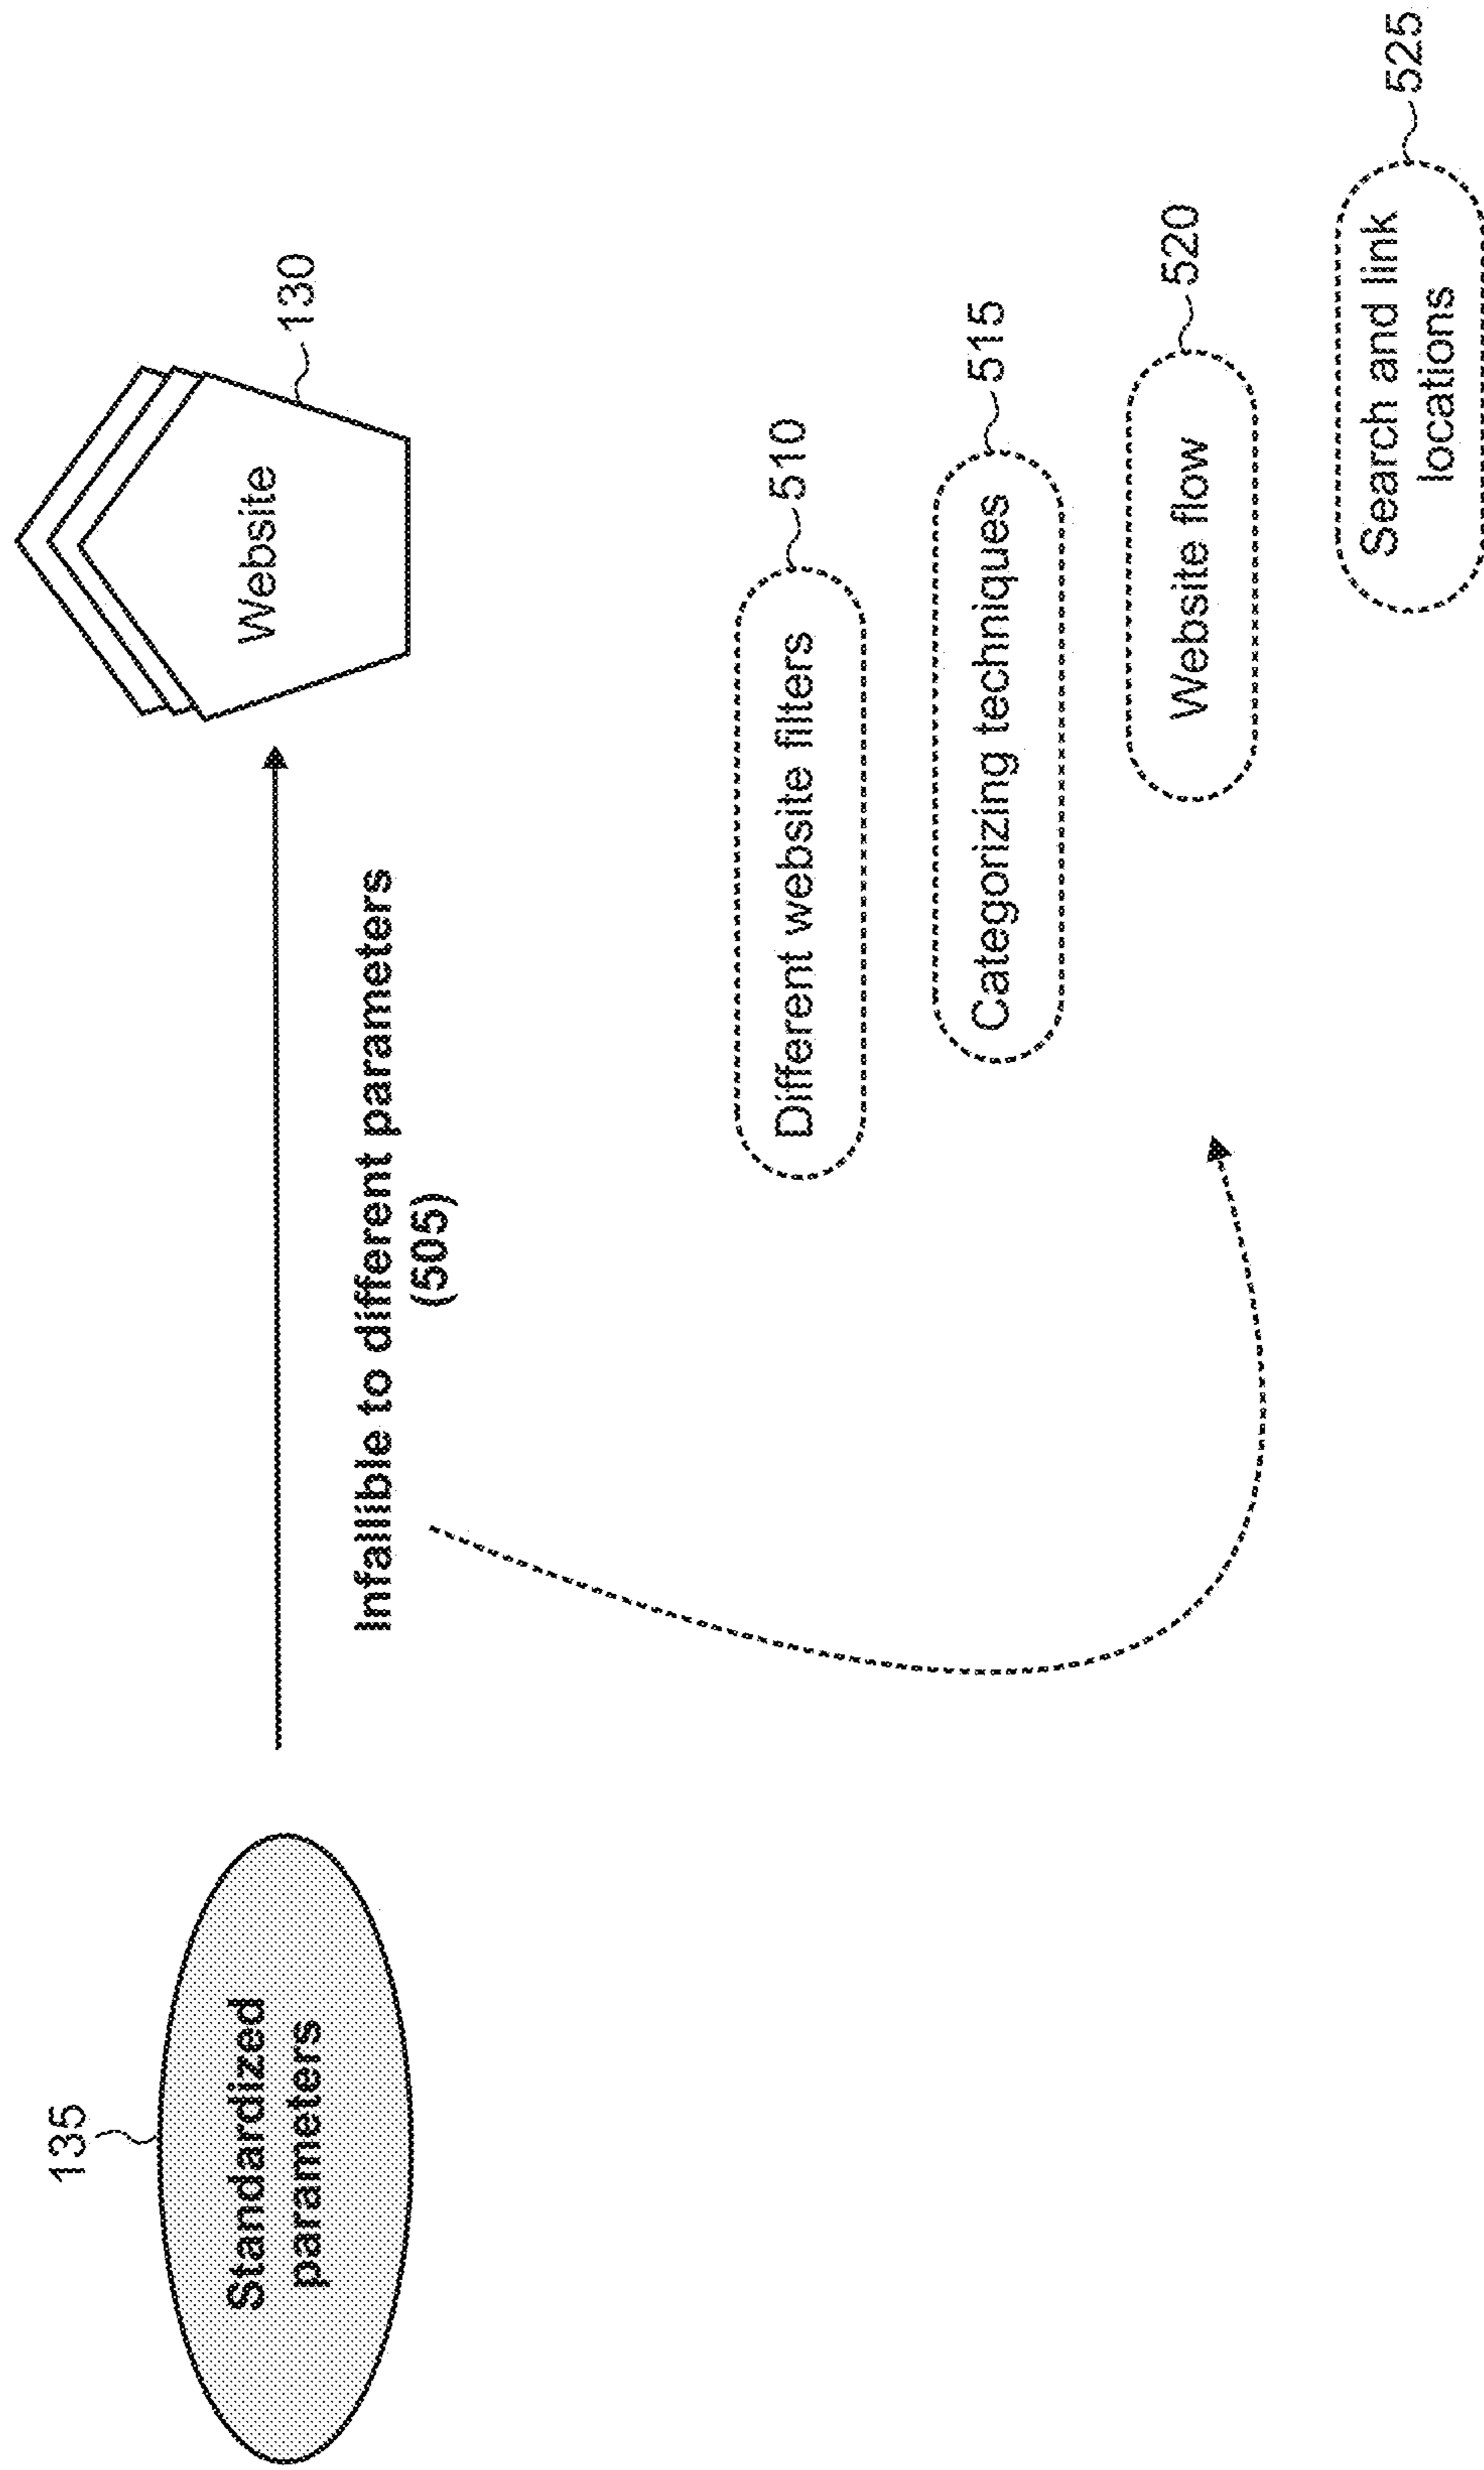 135
Standardized
parameters
Infallible to different parameters
(505)
Website
130
Different website filters
510
Categorizing techniques
515
Website flow
520
Search and link
locations
525